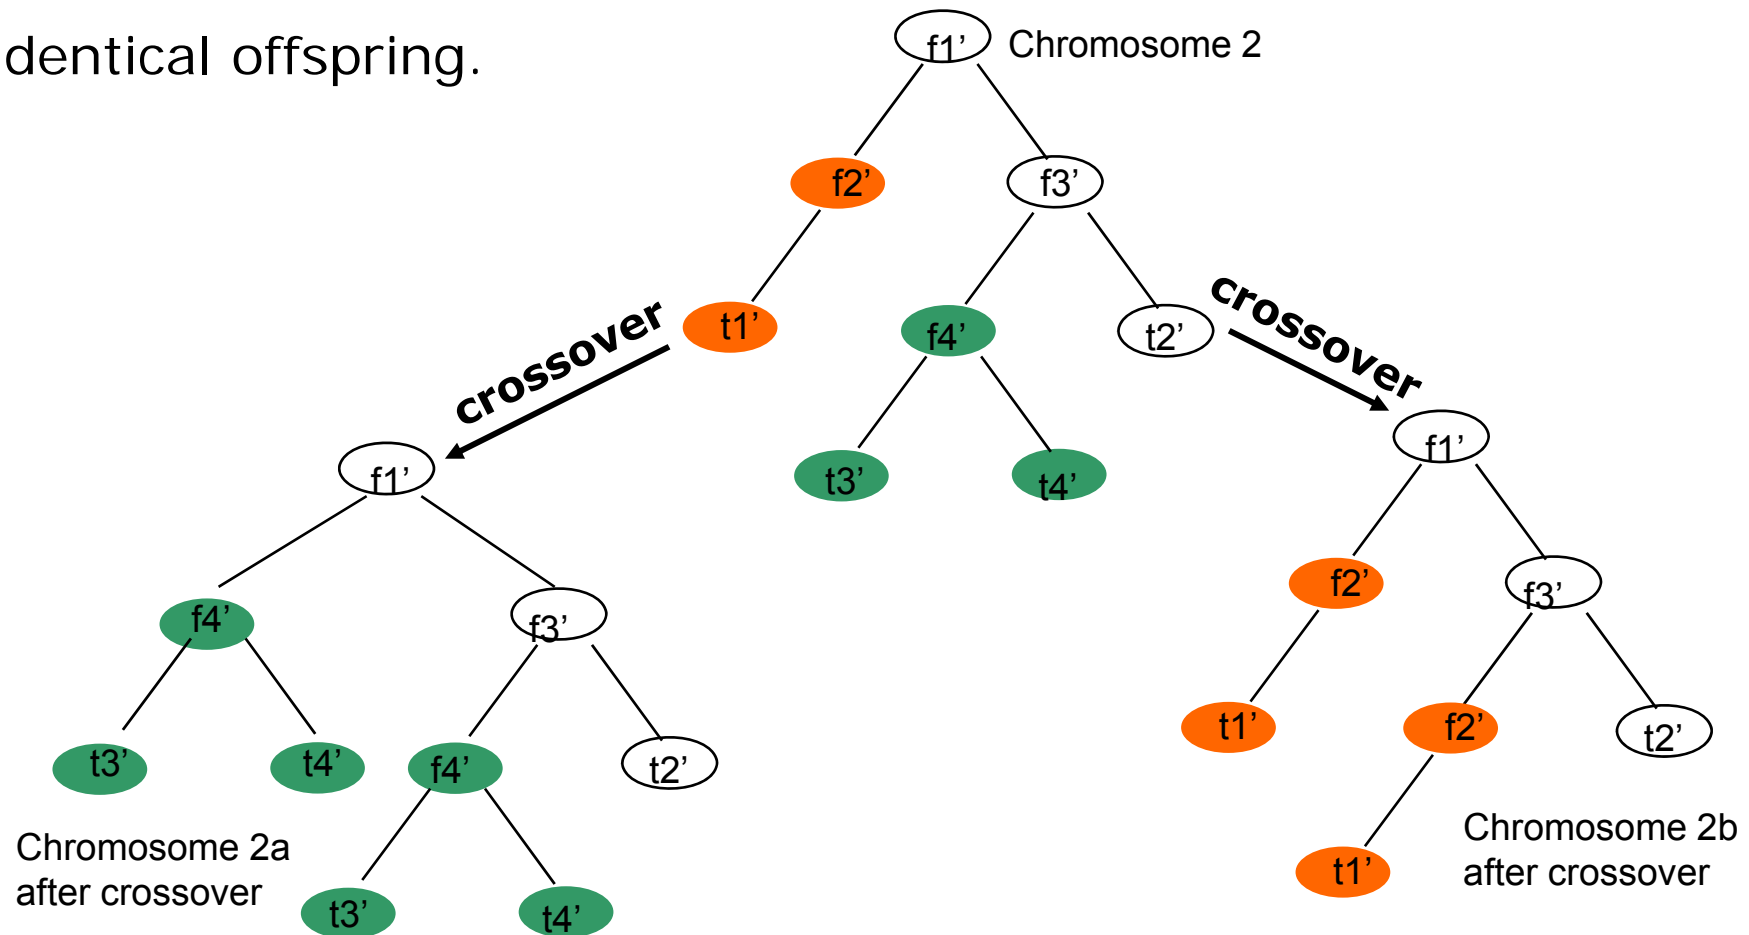 dentical offspring.
f1’ Chromosome 2
f2’ f3’
t1’ f4’ t2’
crossover
crossover
t3’ t4’
f1’
f4’ f3’
t3’ t4’ f4’ t2’
t3’ t4’
Chromosome 2a
after crossover
f1’
f2’ f3’
t1’ f2’ t2’
t1’
Chromosome 2b
after crossover